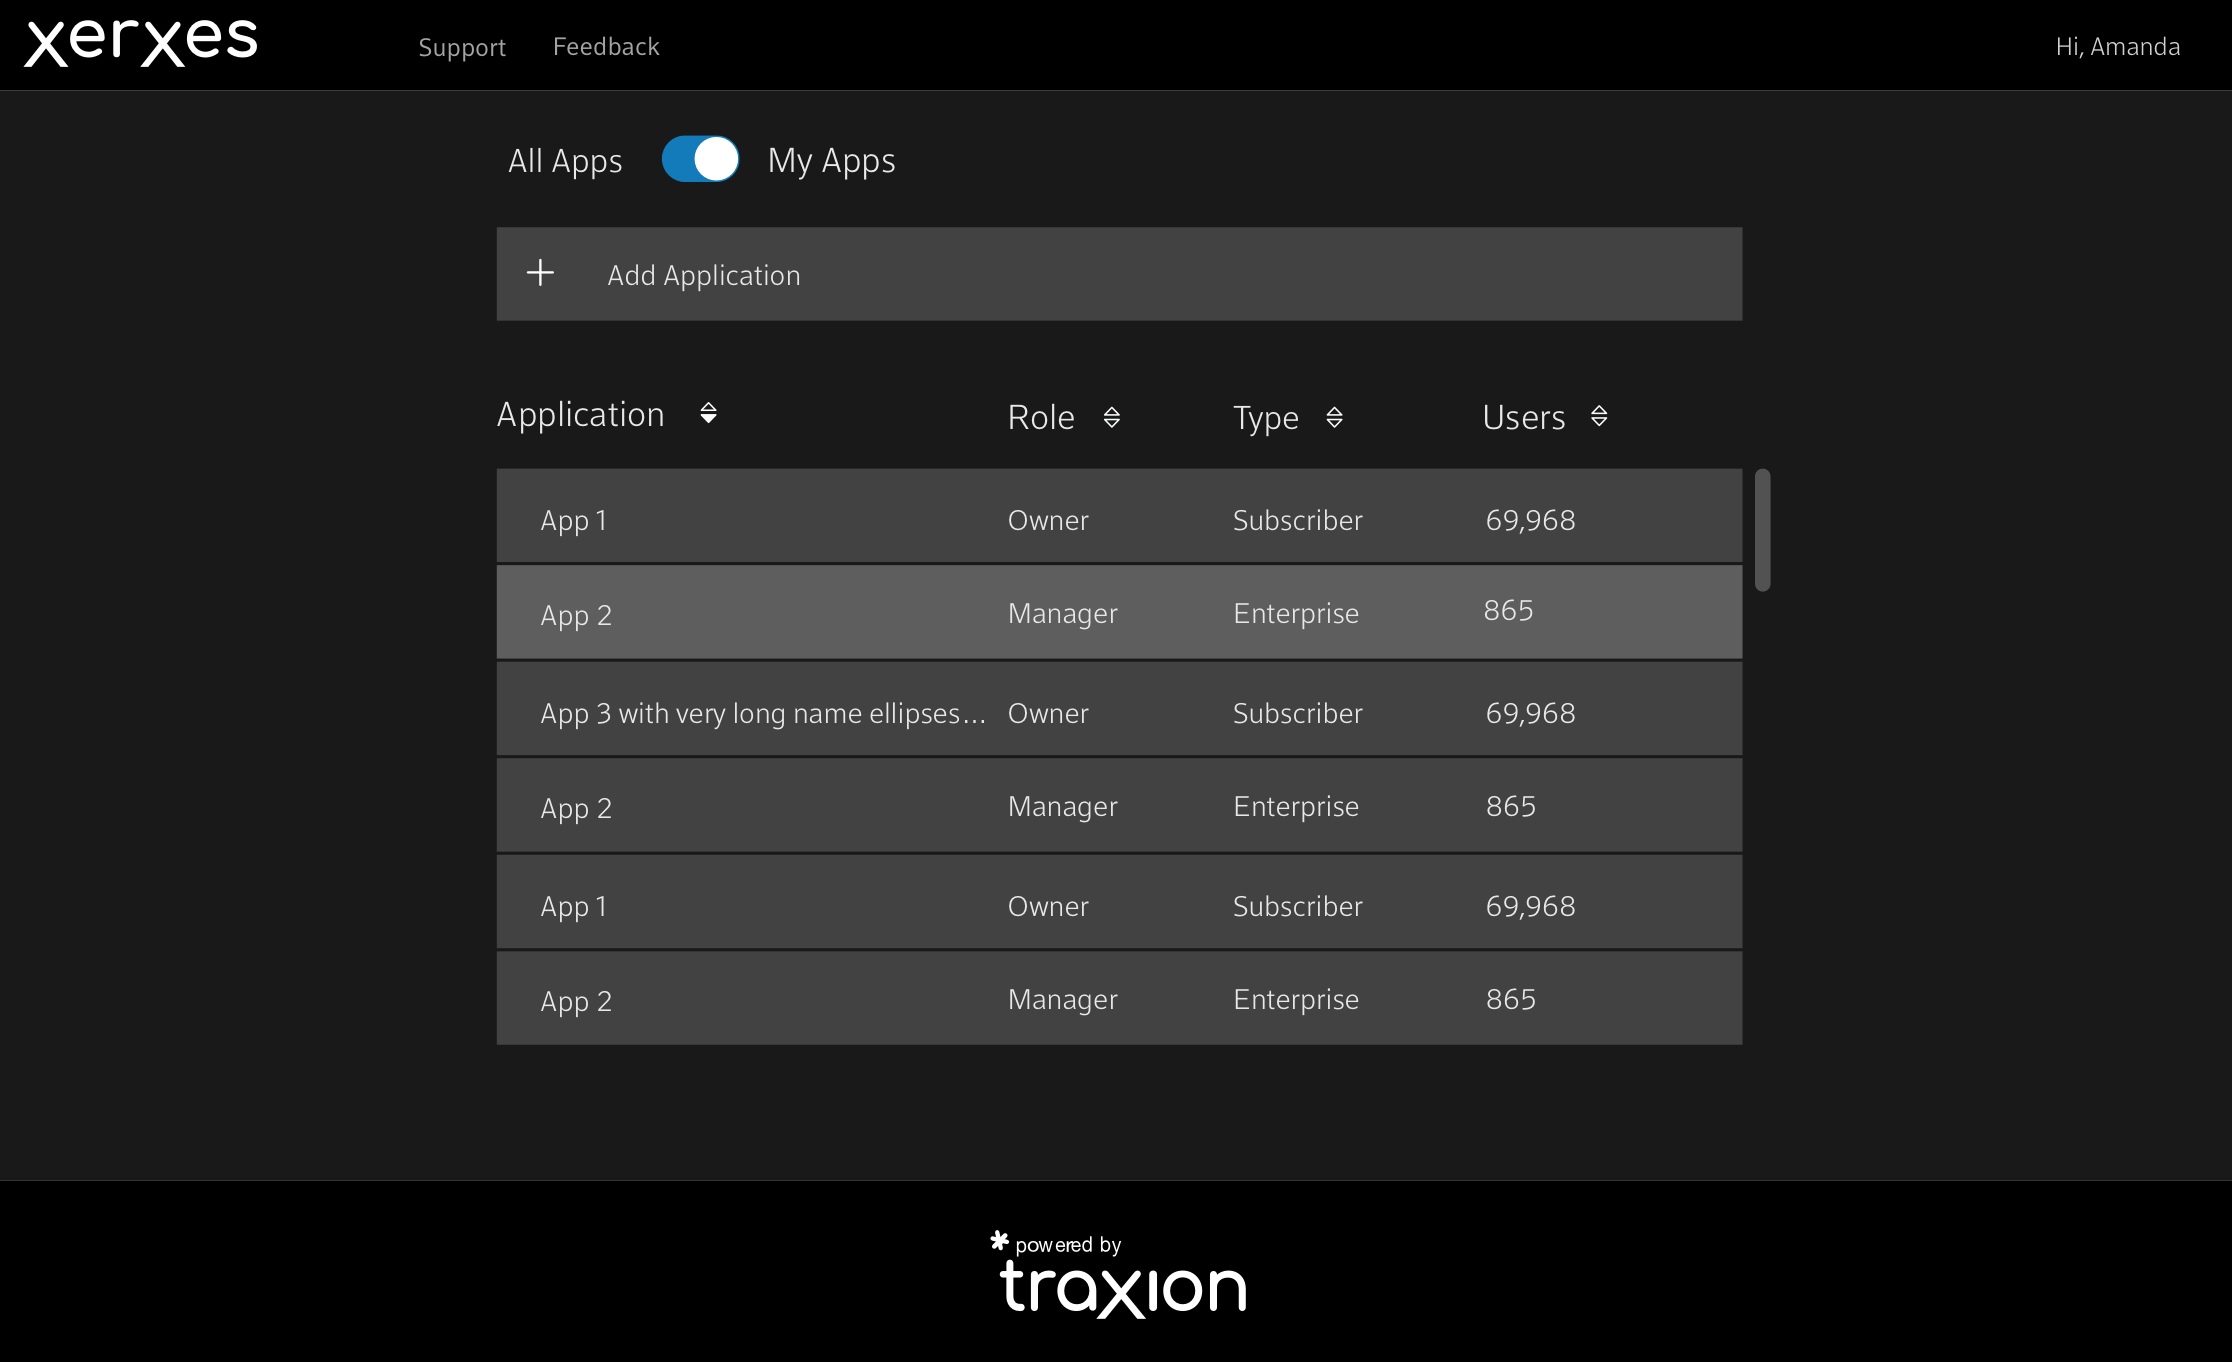 xerxes Support Feedback Hi, Amanda
All Apps My Apps
+ Add Application
Application Role Type Users
App 1 Owner Subscriber 69,968
App 2 Manager Enterprise 865
App 3 with very long name ellipses... Owner Subscriber 69,968
App 2 Manager Enterprise 865
App 1 Owner Subscriber 69,968
App 2 Manager Enterprise 865
* powered by
traxion